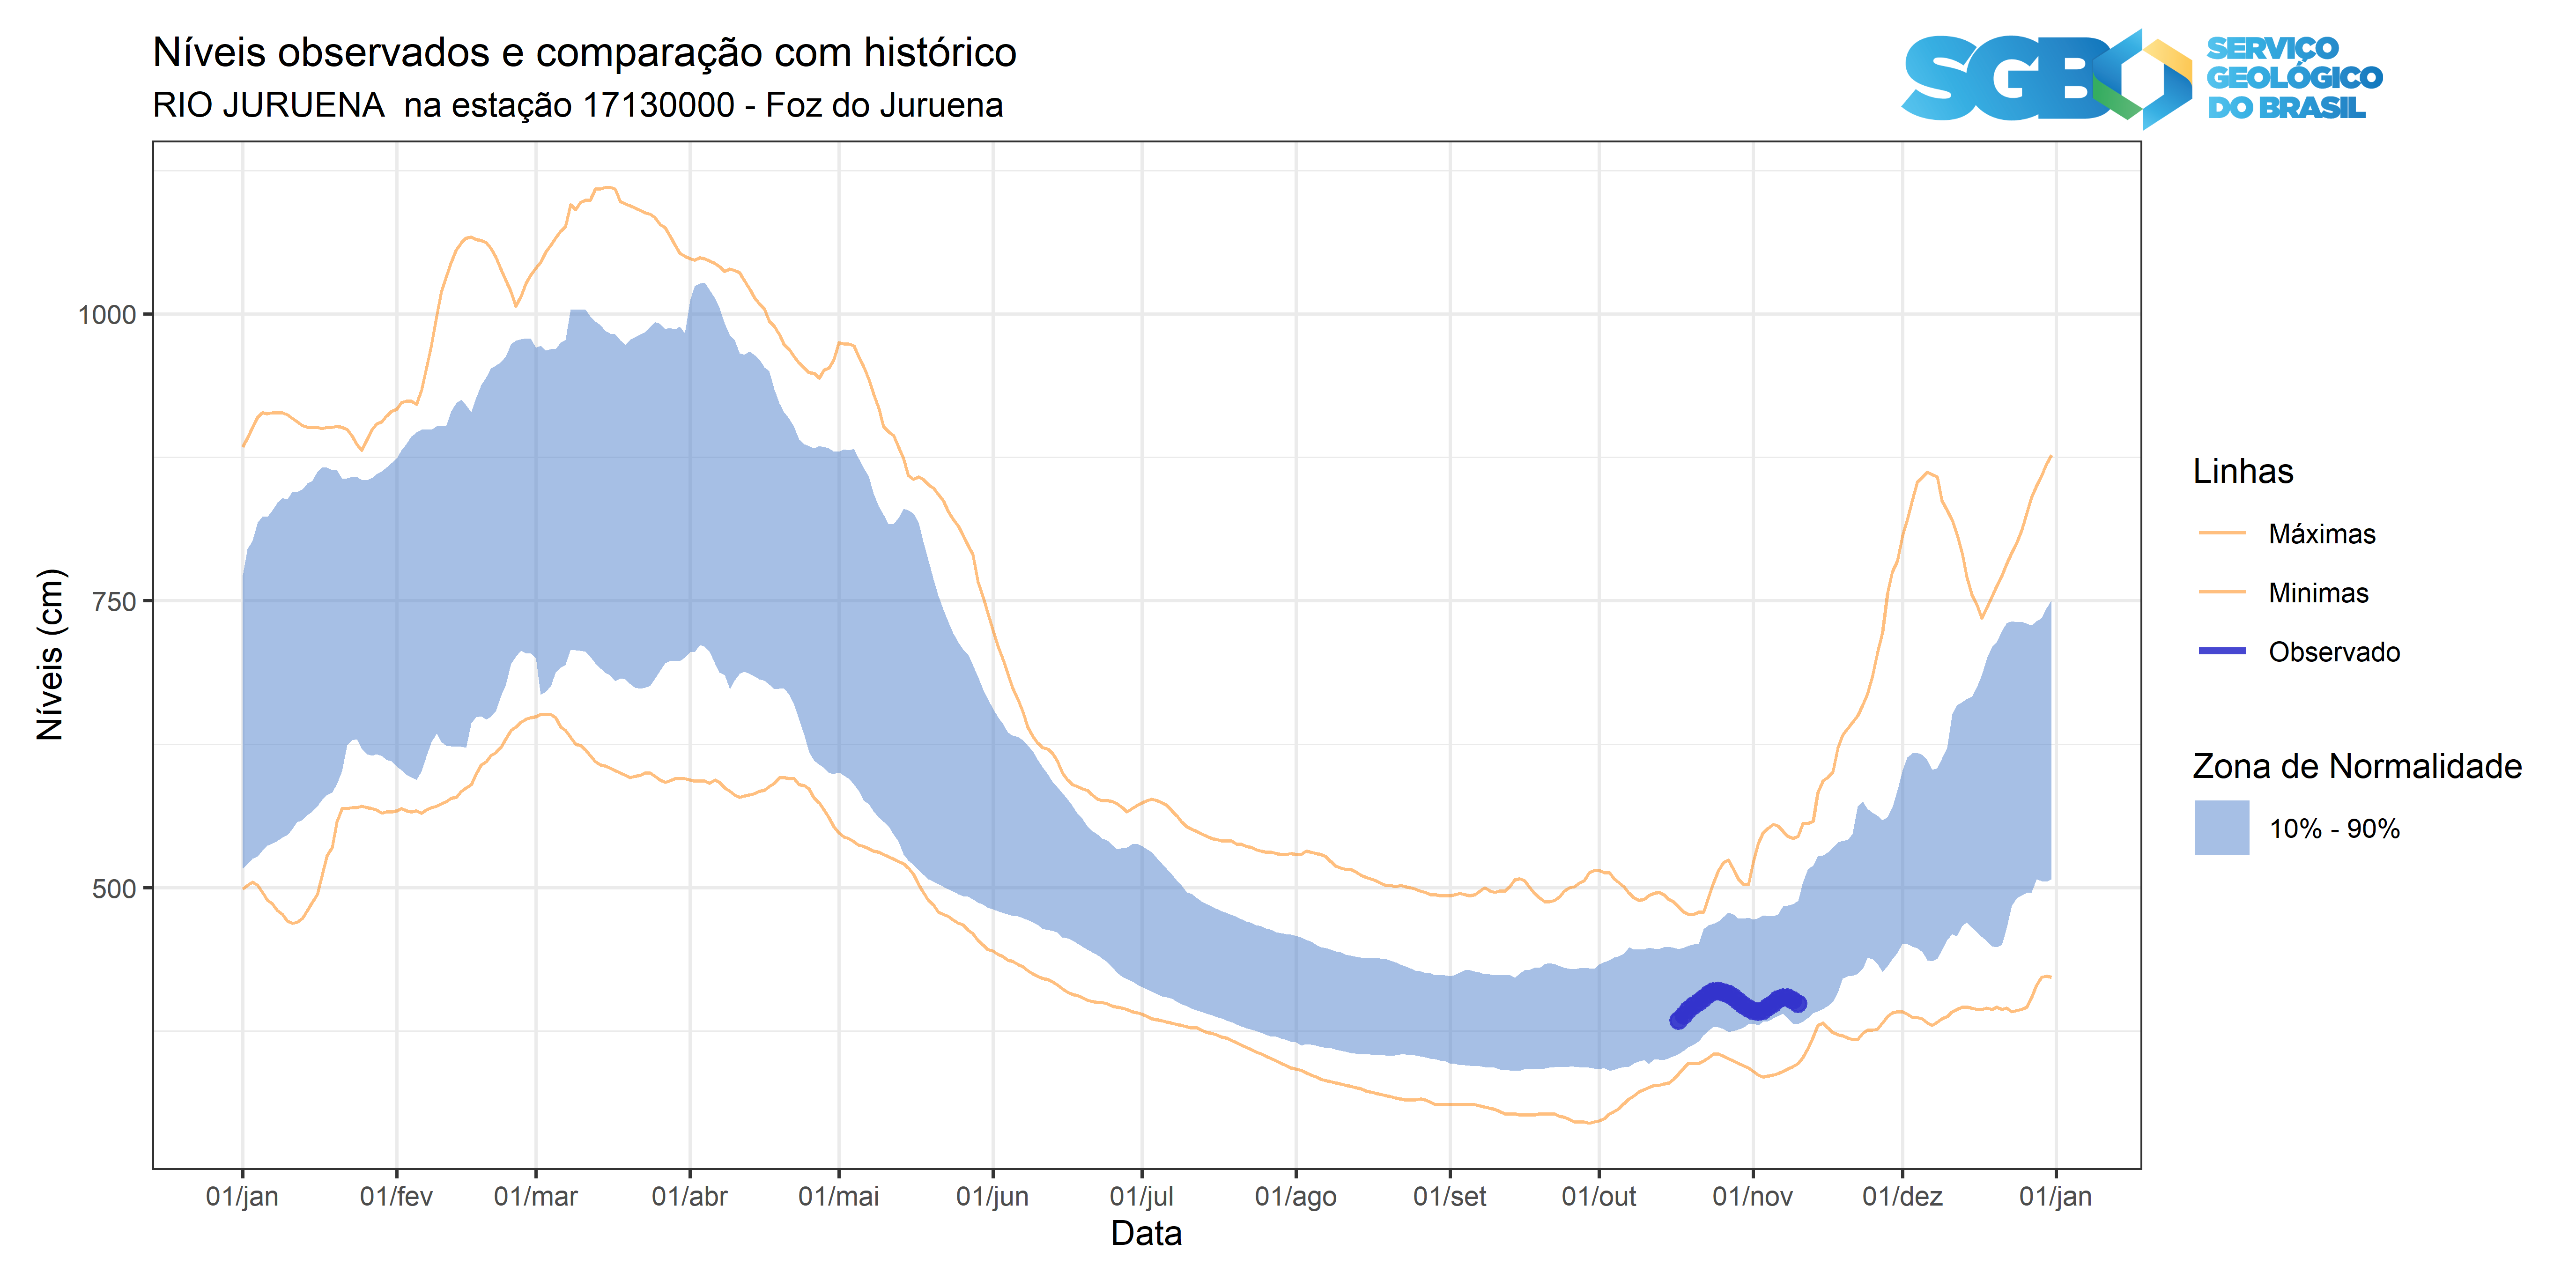 Níveis observados e comparação com histórico
RIO JURUENA  na estação 17130000 - Foz do Juruena
SGB
SERVIÇO
GEOLÓGICO
DO BRASIL
Níveis (cm)
1000
750
500
01/jan 01/fev 01/mar 01/abr 01/mai 01/jun 01/jul 01/ago 01/set 01/out 01/nov 01/dez 01/jan
Data
Linhas
Máximas
Minimas
Observado
Zona de Normalidade
10% - 90%